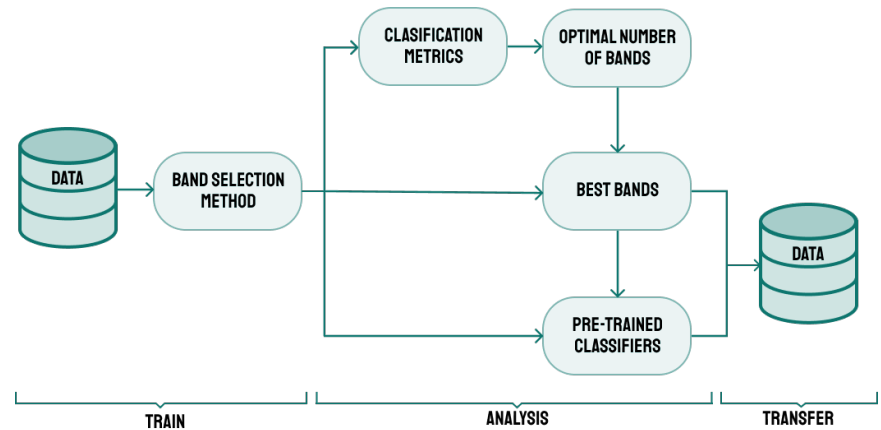 CLASIFICATION
METRICS
OPTIMAL NUMBER
OF BANDS
DATA
BAND SELECTION
METHOD
BEST BANDS
DATA
PRE-TRAINED
CLASSIFIERS
TRAIN
ANALYSIS
TRANSFER